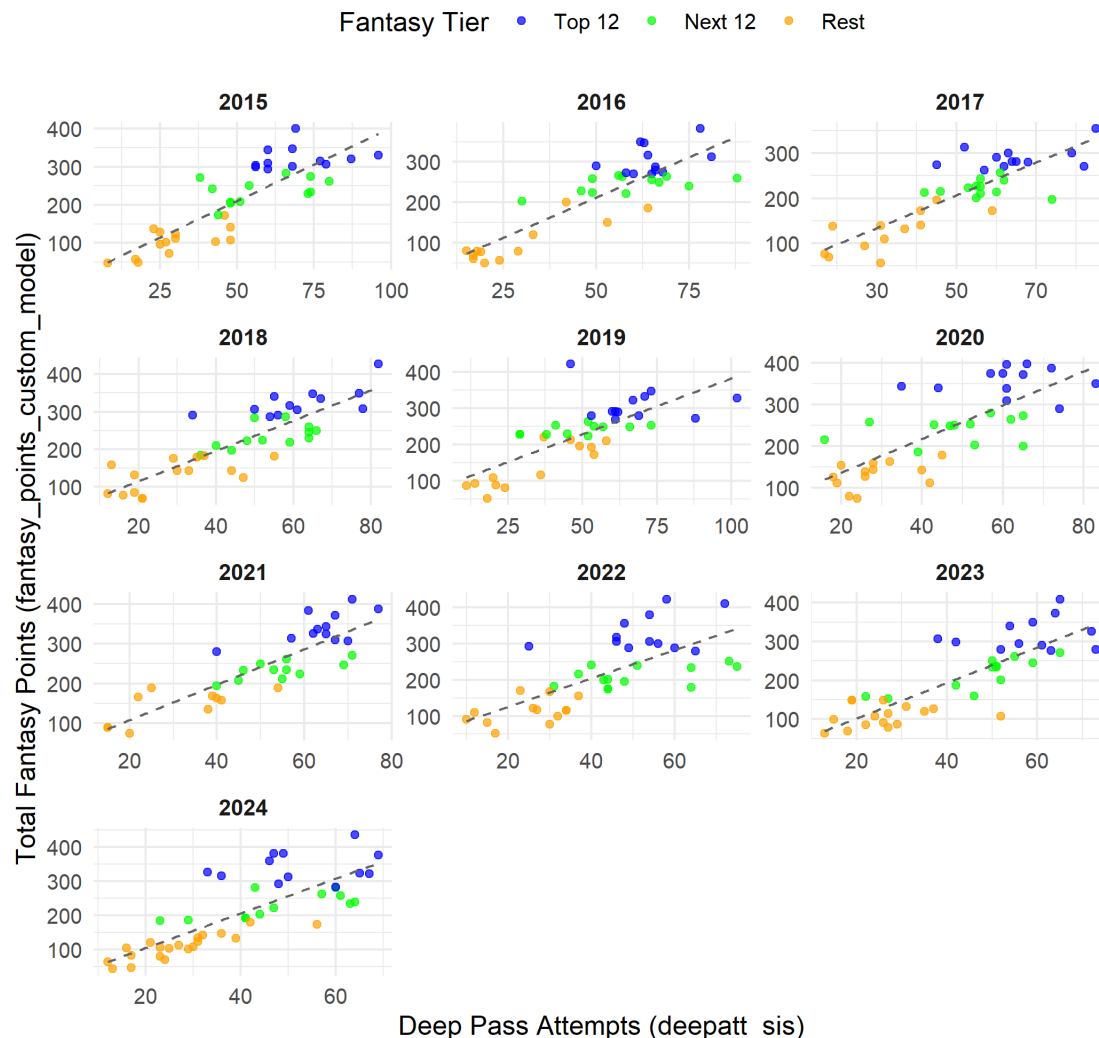 Fantasy Tier Top 12 Next 12 Rest
2015 2016 2017
400
300
200
100
25 50 75 100
300
200
100
25 50 75
300
200
100
30 50 70
2018 2019 2020
400
300
200
100
20 40 60 80
400
300
200
100
25 50 75 100
400
300
200
100
20 40 60 80
2021 2022 2023
400
300
200
100
20 40 60 80
400
300
200
100
20 40 60
400
300
200
100
20 40 60
2024
400
300
200
100
20 40 60
Total Fantasy Points (fantasy_points_custom_model)
Deep Pass Attempts (deepatt_sis)